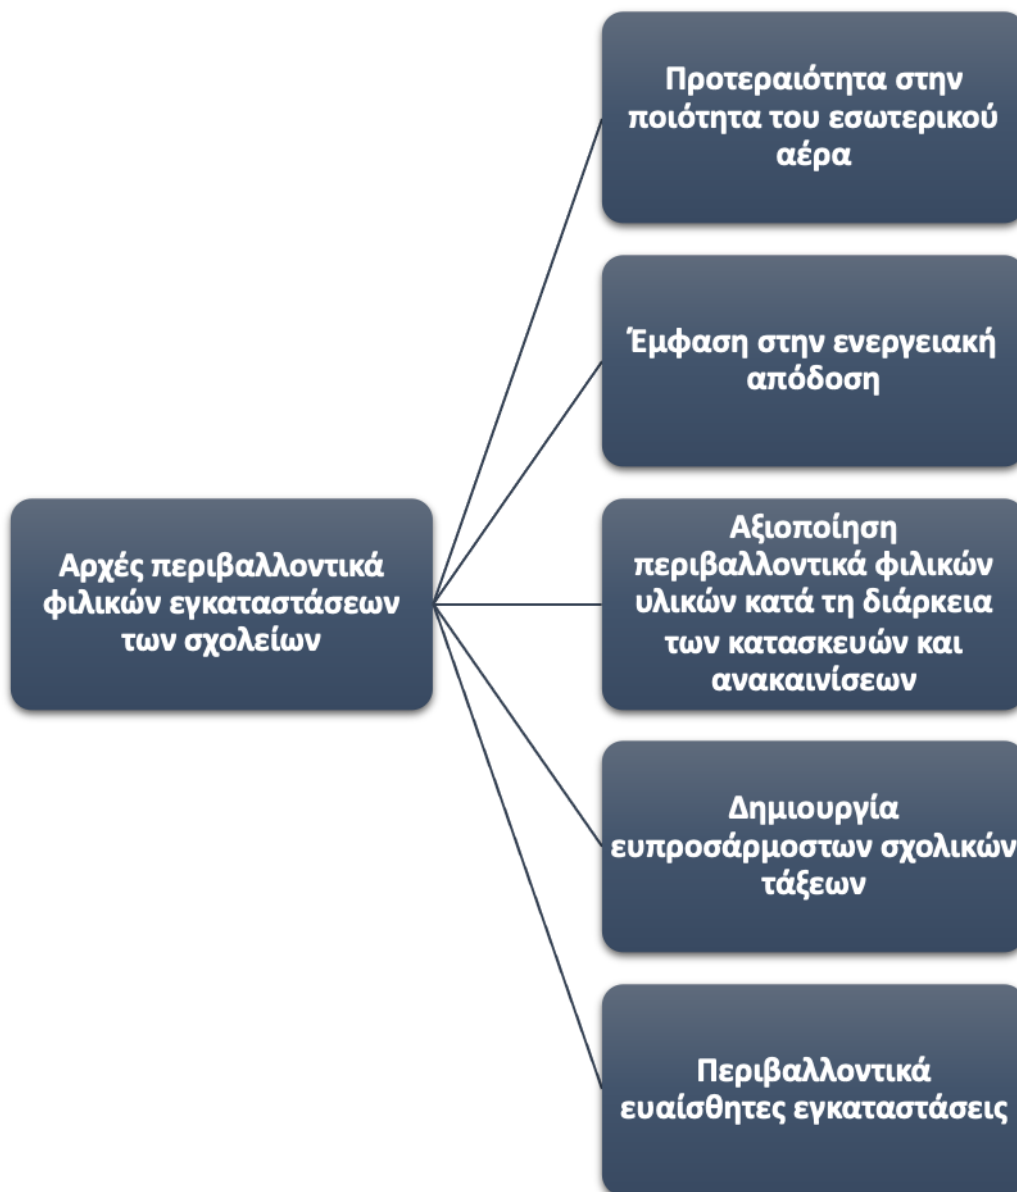 Προτεραιότητα στην
ποιότητα του εσωτερικού
αέρα
Έμφαση στην ενεργειακή
απόδοση
Αρχές περιβαλλοντικά
φιλικών εγκαταστάσεων
των σχολείων
Αξιοποίηση
περιβαλλοντικά φιλικών
υλικών κατά τη διάρκεια
των κατασκευών και
ανακαινίσεων
Δημιουργία
ευπροσάρμοστων σχολικών
τάξεων
Περιβαλλοντικά
ευαίσθητες εγκαταστάσεις